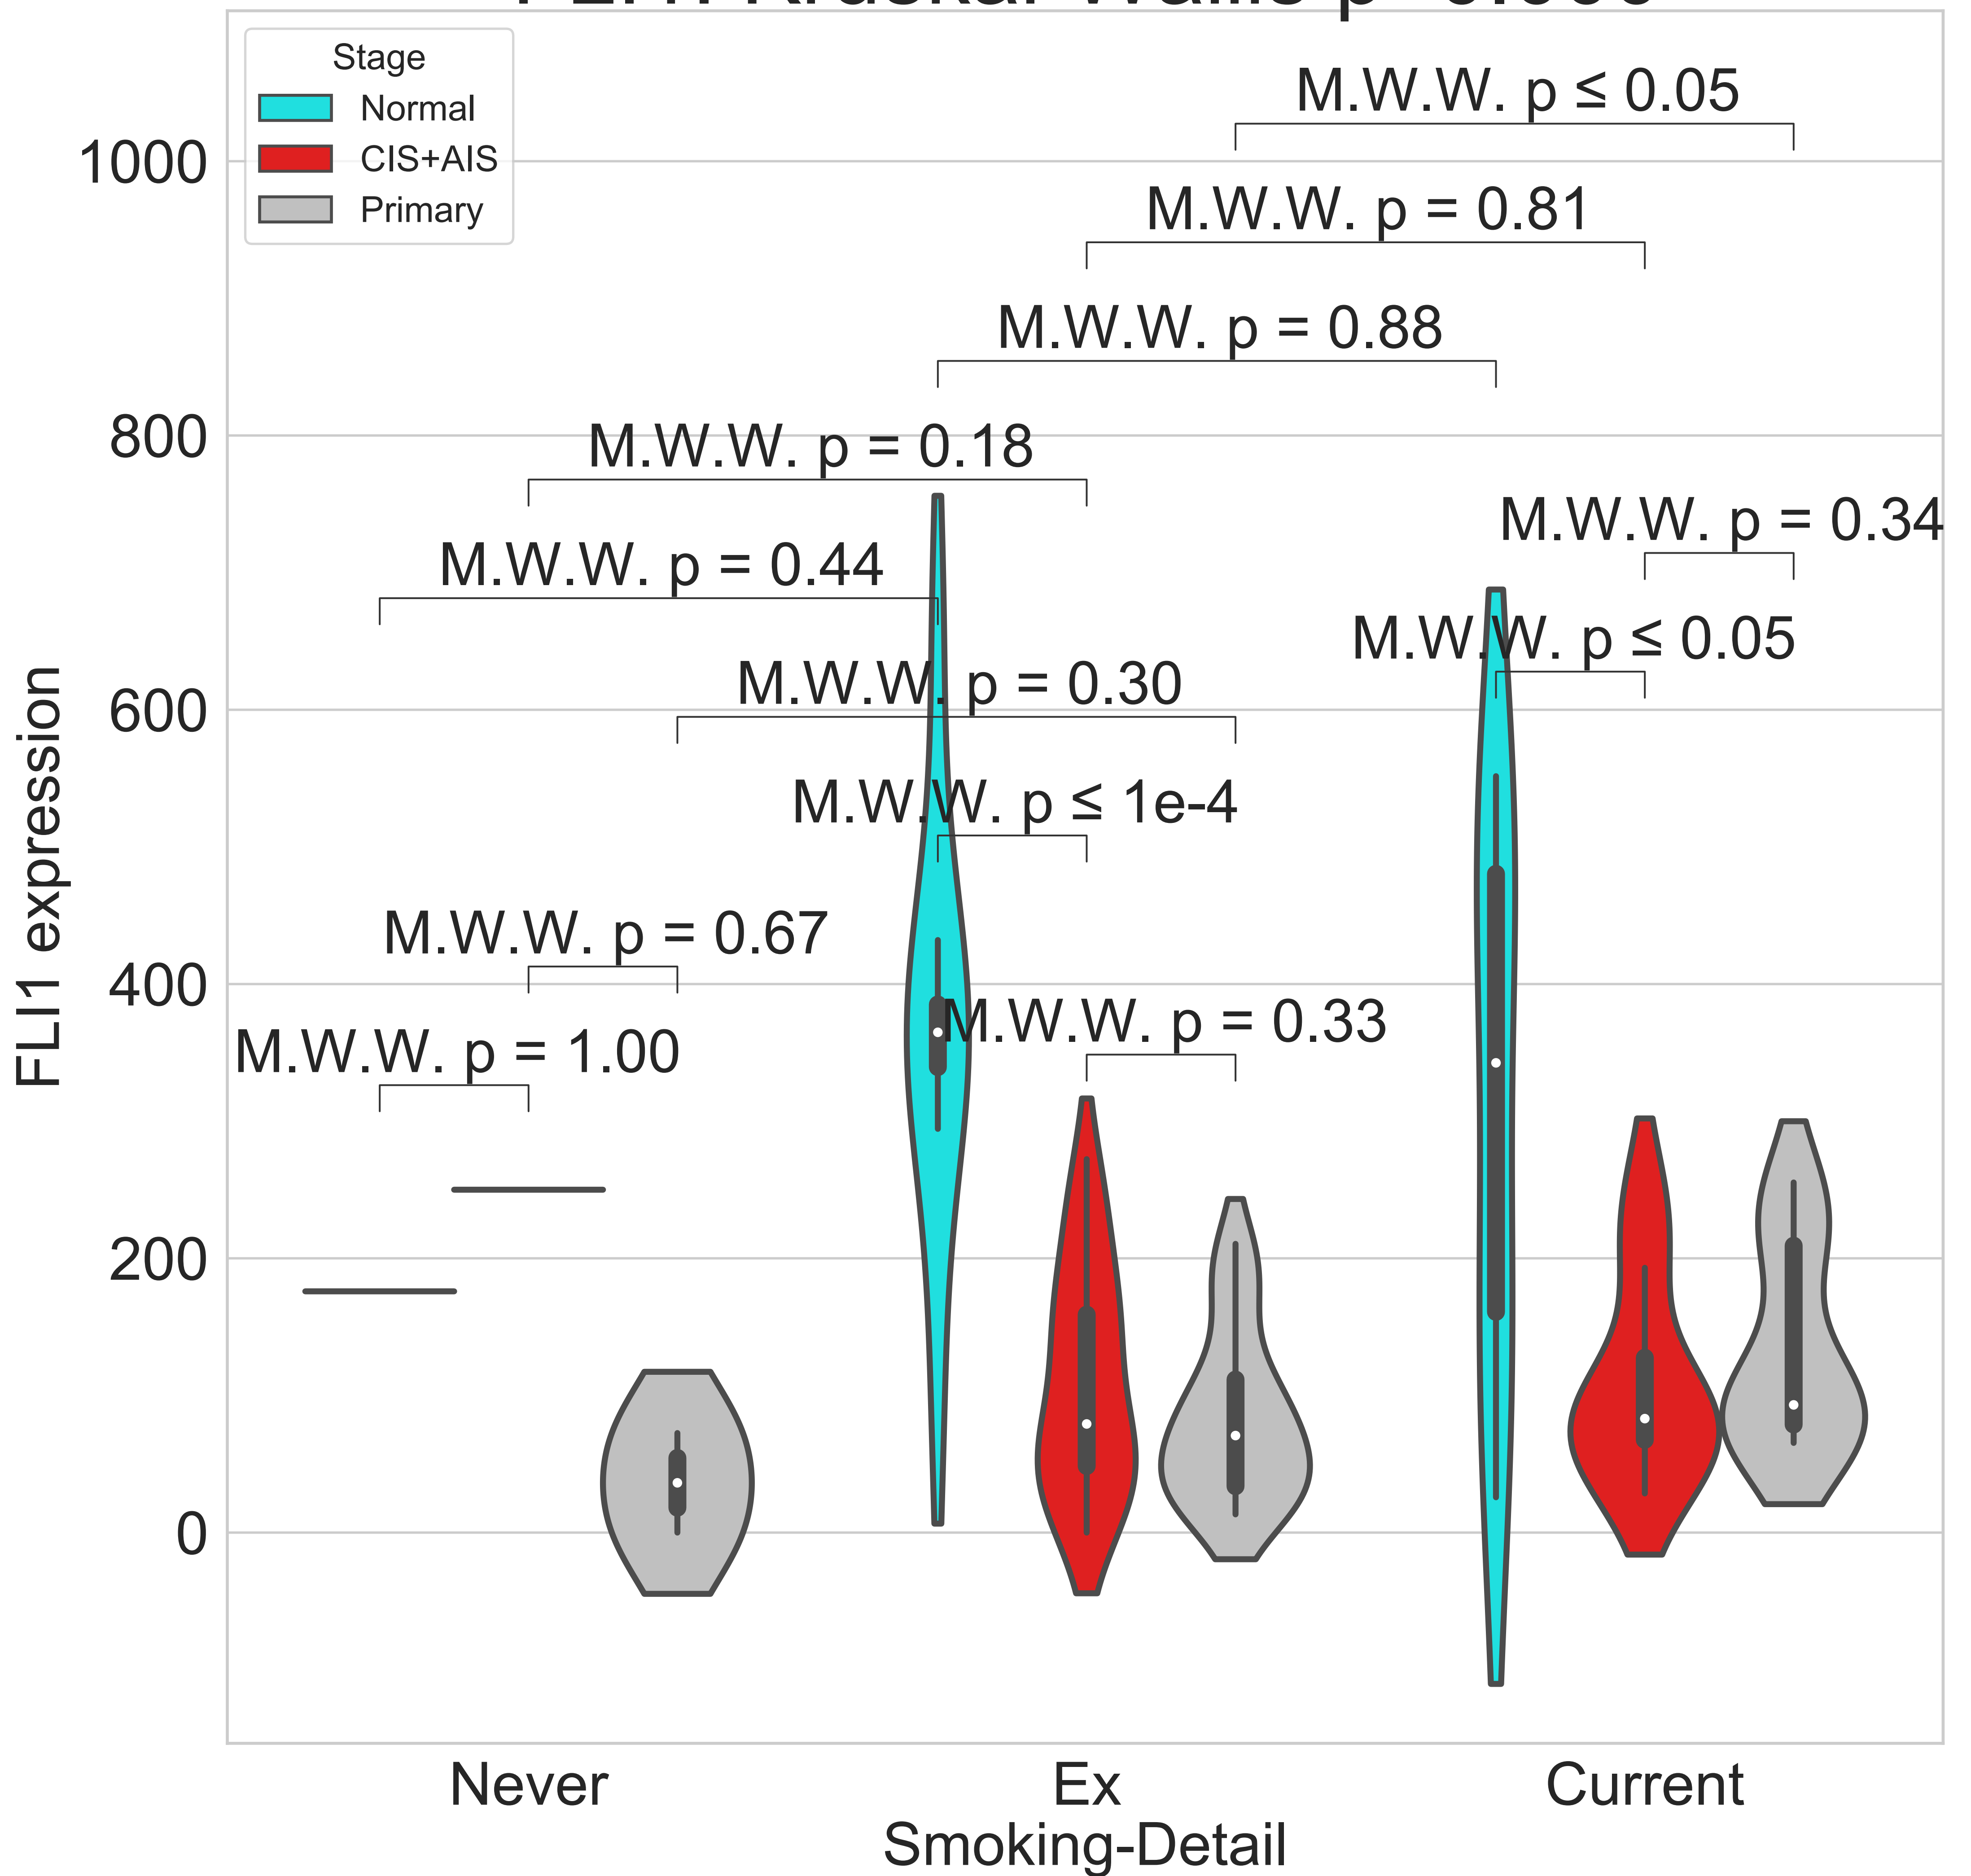 Stage
Normal
CIS+AIS
Primary
M.W.W. p ≤ 0.05
M.W.W. p = 0.81
M.W.W. p = 0.88
M.W.W. p = 0.18
M.W.W. p = 0.34
M.W.W. p = 0.44
M.W.W. p ≤ 0.05
M.W.W. p = 0.30
M.W.W. p ≤ 1e-4
M.W.W. p = 0.67
M.W.W. p = 0.33
M.W.W. p = 1.00
1000
800
600
400
200
0
FLI1 expression
Never
Ex
Current
Smoking-Detail